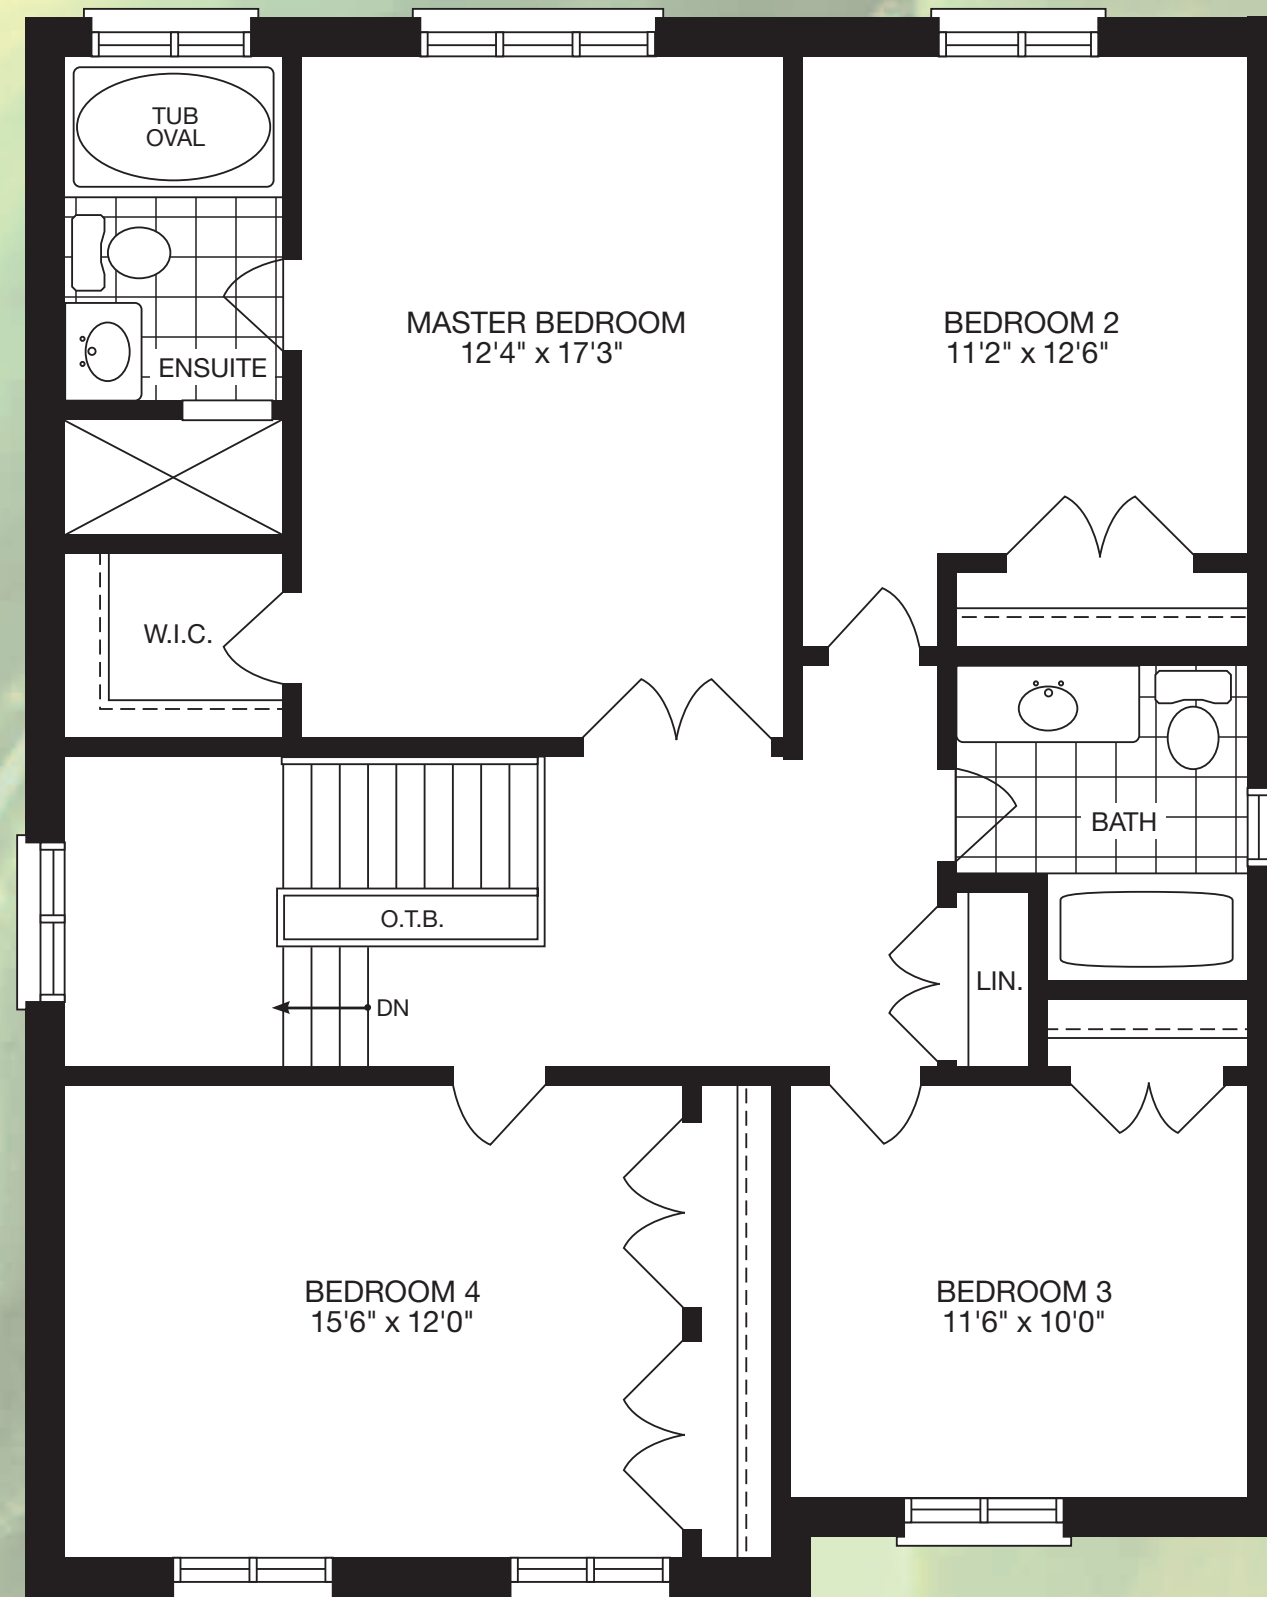 TUB
OVAL
MASTER BEDROOM
12'4" x 17'3"
BEDROOM 2
11'2" x 12'6"
ENSUITE
W.I.C.
BATH
O.T.B.
LIN.
DN
BEDROOM 4
15'6" x 12'0"
BEDROOM 3
11'6" x 10'0"